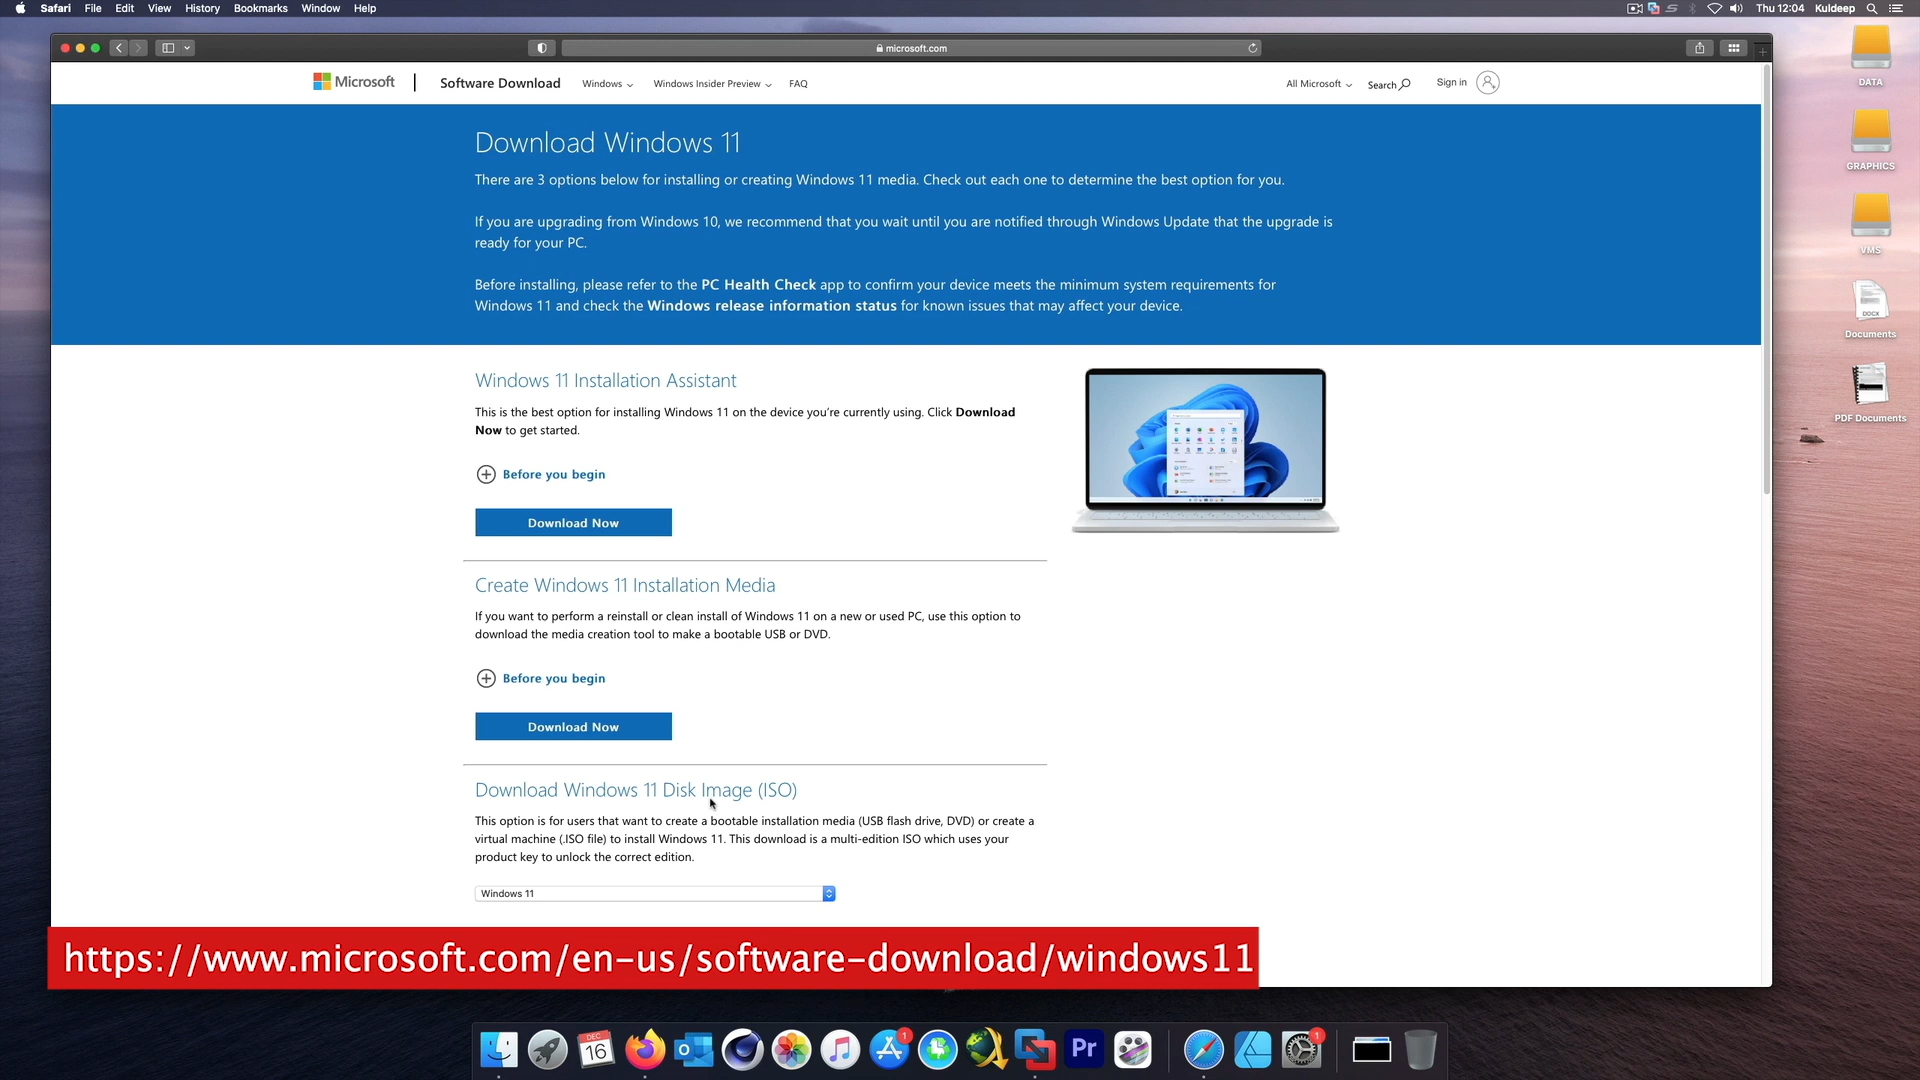 Safari File Edit View History Bookmarks Window Help
Thu 12:04 Kuldeep
microsoft.com
Microsoft
Software Download
Windows
Windows Insider Preview
FAQ
All Microsoft
Search
Sign in
Download Windows 11
There are 3 options below for installing or creating Windows 11 media. Check out each one to determine the best option for you.
If you are upgrading from Windows 10, we recommend that you wait until you are notified through Windows Update that the upgrade is
ready for your PC.
Before installing, please refer to the PC Health Check app to confirm your device meets the minimum system requirements for
Windows 11 and check the Windows release information status for known issues that may affect your device.
Windows 11 Installation Assistant
This is the best option for installing Windows 11 on the device you're currently using. Click Download
Now to get started.
Before you begin
Download Now
Create Windows 11 Installation Media
If you want to perform a reinstall or clean install of Windows 11 on a new or used PC, use this option to
download the media creation tool to make a bootable USB or DVD.
Before you begin
Download Now
Download Windows 11 Disk Image (ISO)
This option is for users that want to create a bootable installation media (USB flash drive, DVD) or create a
virtual machine (.ISO file) to install Windows 11. This download is a multi-edition ISO which uses your
product key to unlock the correct edition.
Windows 11
https://www.microsoft.com/en-us/software-download/windows11
DATA
GRAPHICS
VMS
DOCX
Documents
PDF Documents
DEC
16
1
Pr
1